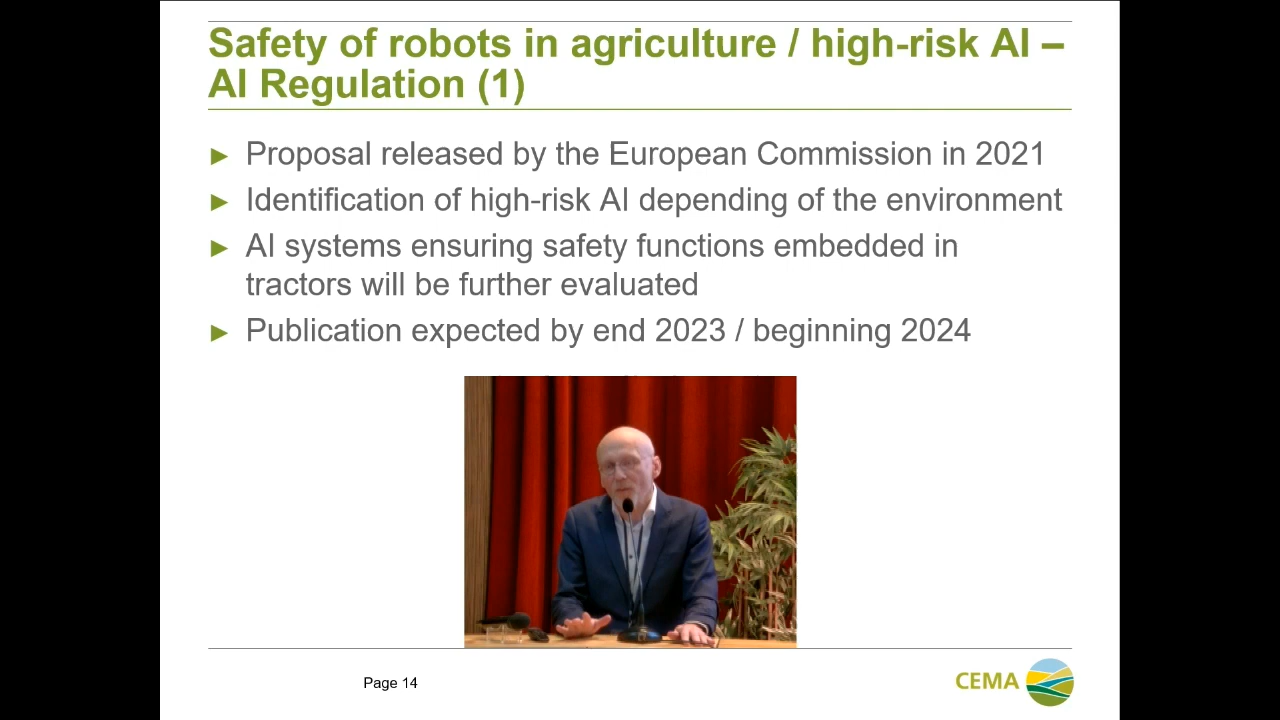 Safety of robots in agriculture / high-risk AI –
AI Regulation (1)
► Proposal released by the European Commission in 2021
► Identification of high-risk AI depending of the environment
► AI systems ensuring safety functions embedded in
tractors will be further evaluated
► Publication expected by end 2023 / beginning 2024
Page 14
CEMA